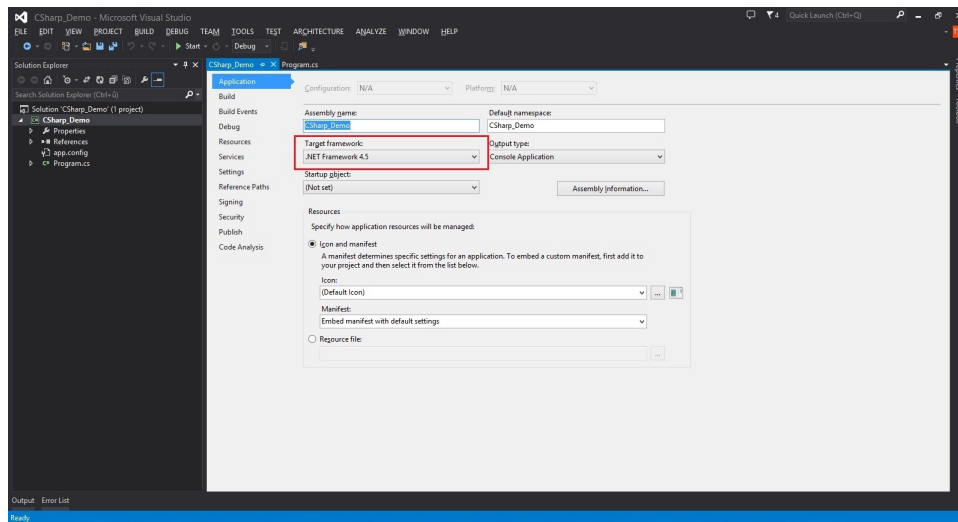 CSharp_Demo - Microsoft Visual Studio
4
Quick Launch (Ctrl+Q)
FILE EDIT VIEW PROJECT BUILD DEBUG TEAM TOOLS TEST ARCHITECTURE ANALYZE WINDOW HELP
Start
Debug
Solution Explorer
CSharp_Demo
Program.cs
Search Solution Explorer (Ctrl+ù)
Solution 'CSharp_Demo' (1 project)
CSharp_Demo
Properties
References
app.config
Program.cs
Application
Build
Build Events
Debug
Resources
Services
Settings
Reference Paths
Signing
Security
Publish
Code Analysis
Configuration: N/A
Platform: N/A
Assembly name:
Default namespace:
CSharp_Demo
CSharp_Demo
Target framework:
Output type:
.NET Framework 4.5
Console Application
Startup object:
(Not set)
Assembly Information...
Resources
Specify how application resources will be managed:
Icon and manifest
A manifest determines specific settings for an application. To embed a custom manifest, first add it to
your project and then select it from the list below.
Icon:
(Default Icon)
...
Manifest:
Embed manifest with default settings
Resource file:
...
Output Error List
Ready